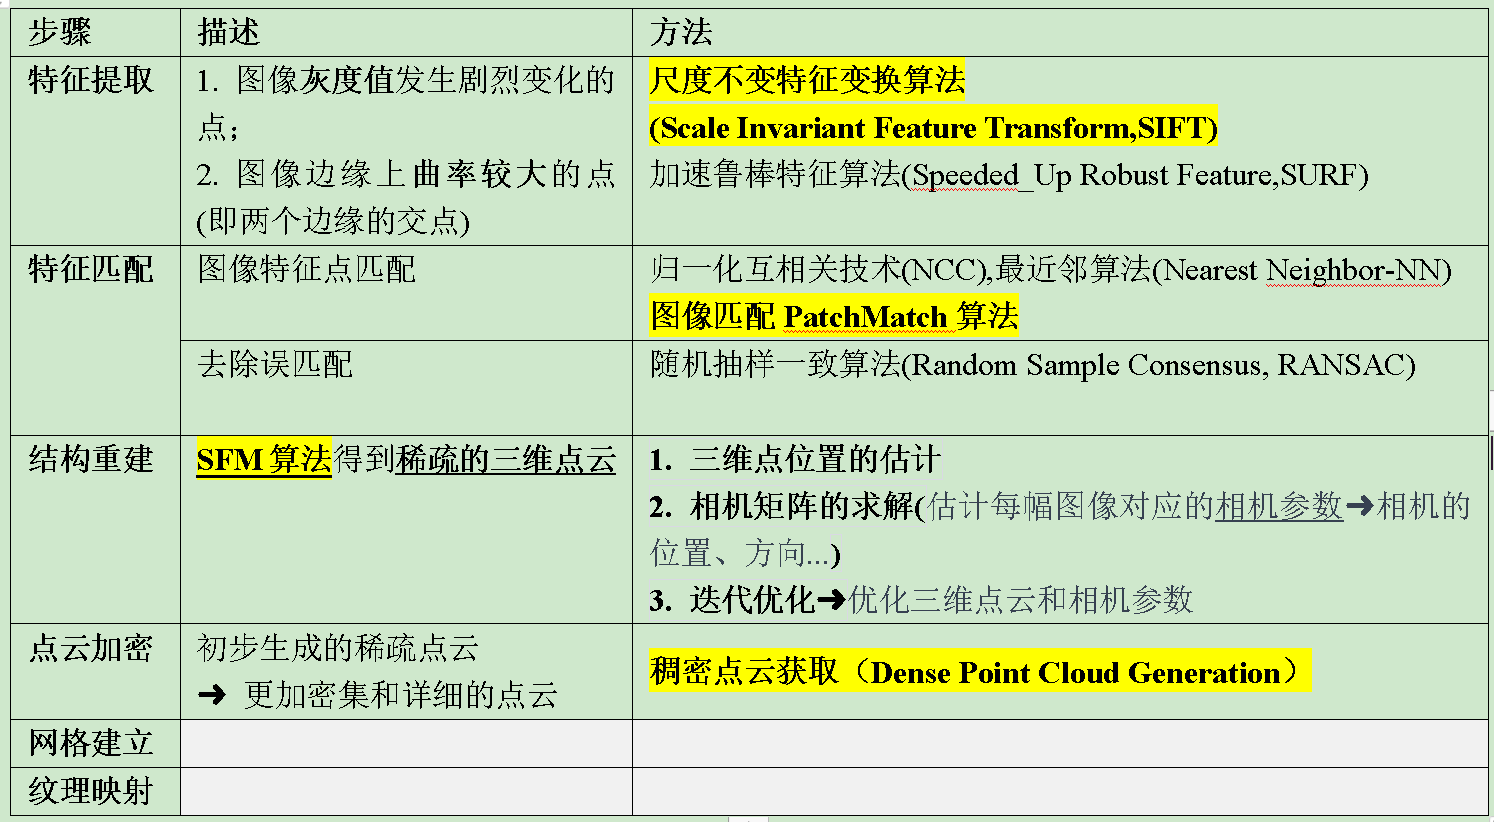 步骤
描述
方法
特征提取
1. 图像灰度值发生剧烈变化的
点；
2. 图像边缘上曲率较大的点
(即两个边缘的交点)
尺度不变特征变换算法
(Scale Invariant Feature Transform,SIFT)
加速鲁棒特征算法(Speeded_Up Robust Feature,SURF)
特征匹配
图像特征点匹配
归一化互相关技术(NCC),最近邻算法(Nearest Neighbor-NN)
图像匹配 PatchMatch 算法
去除误匹配
随机抽样一致算法(Random Sample Consensus, RANSAC)
结构重建
SFM 算法得到稀疏的三维点云
1. 三维点位置的估计
2. 相机矩阵的求解(估计每幅图像对应的相机参数➜相机的
位置、方向...)
3. 迭代优化➜优化三维点云和相机参数
点云加密
初步生成的稀疏点云
➜ 更加密集和详细的点云
稠密点云获取（Dense Point Cloud Generation）
网格建立
纹理映射